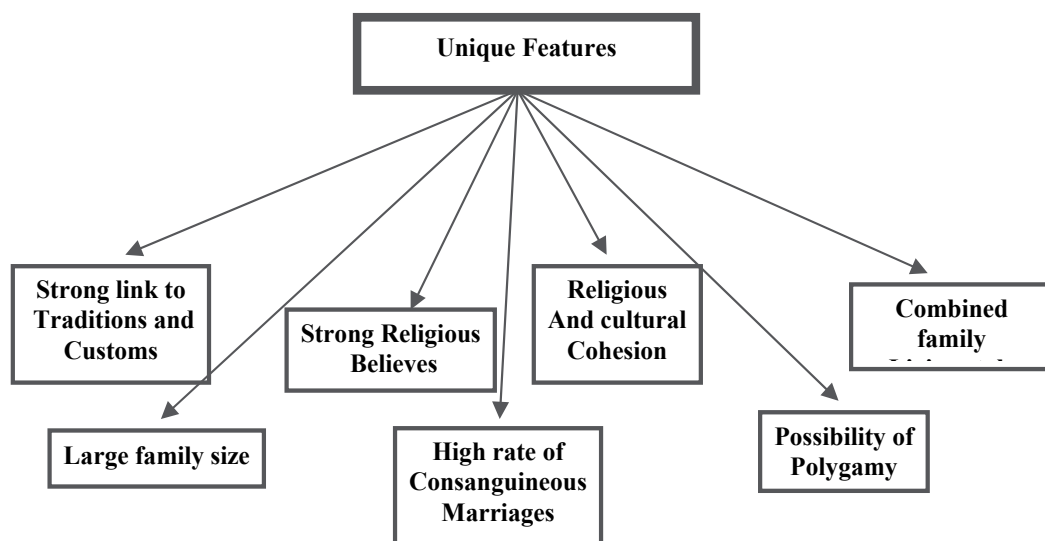 Unique Features
Strong link to
Traditions and
Customs
Strong Religious
Believes
Religious
And cultural
Cohesion
Combined
family
Large family size
High rate of
Consanguineous
Marriages
Possibility of
Polygamy